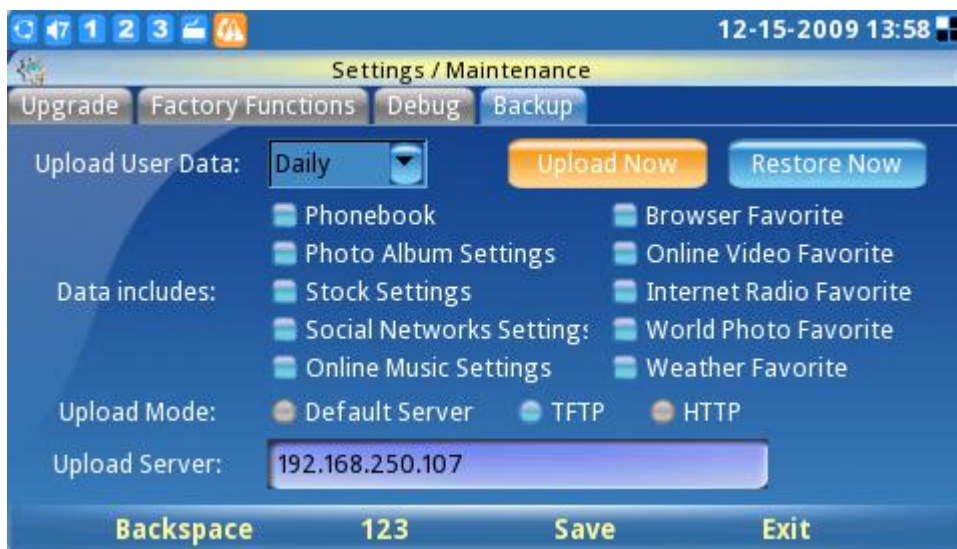 47 1 2 3 12-15-2009 13:58
Settings / Maintenance
Upgrade Factory Functions Debug Backup
Upload User Data: Daily Upload Now Restore Now
Phonebook Browser Favorite
Photo Album Settings Online Video Favorite
Data includes: Stock Settings Internet Radio Favorite
Social Networks Settings World Photo Favorite
Online Music Settings Weather Favorite
Upload Mode: Default Server TFTP HTTP
Upload Server: 192.168.250.107
Backspace 123 Save Exit